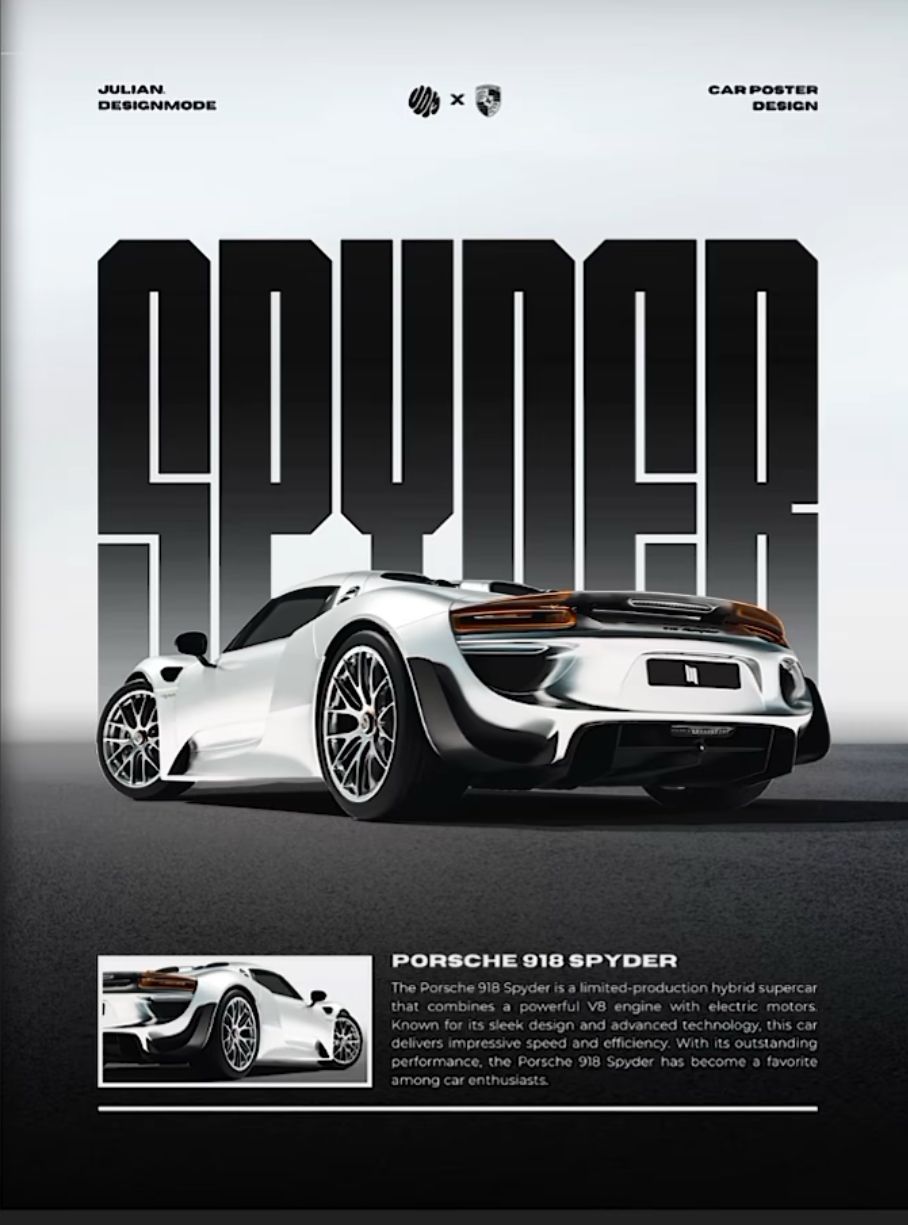 JULIAN.
DESIGNMODE
X
CAR POSTER
DESIGN
SPYDER
PORSCHE 918 SPYDER
The Porsche 918 Spyder is a limited-production hybrid supercar
that combines a powerful V8 engine with electric motors.
Known for its sleek design and advanced technology, this car
delivers impressive speed and efficiency. With its outstanding
performance, the Porsche 918 Spyder has become a favorite
among car enthusiasts.